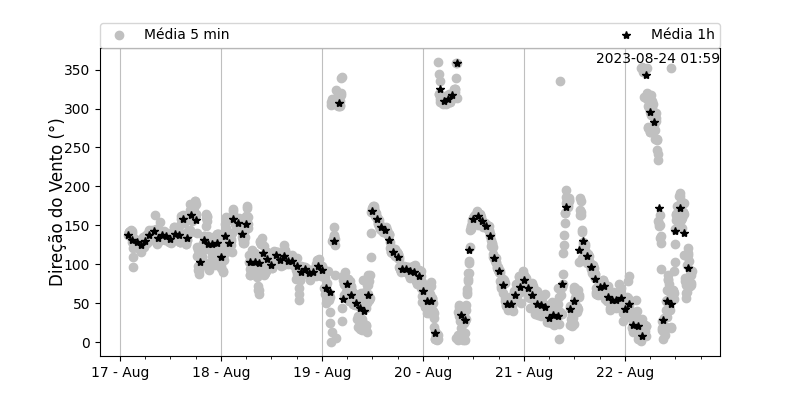 Média 5 min
Média 1h
2023-08-24 01:59
Direção do Vento (°)
350
300
250
200
150
100
50
0
17 - Aug
18 - Aug
19 - Aug
20 - Aug
21 - Aug
22 - Aug